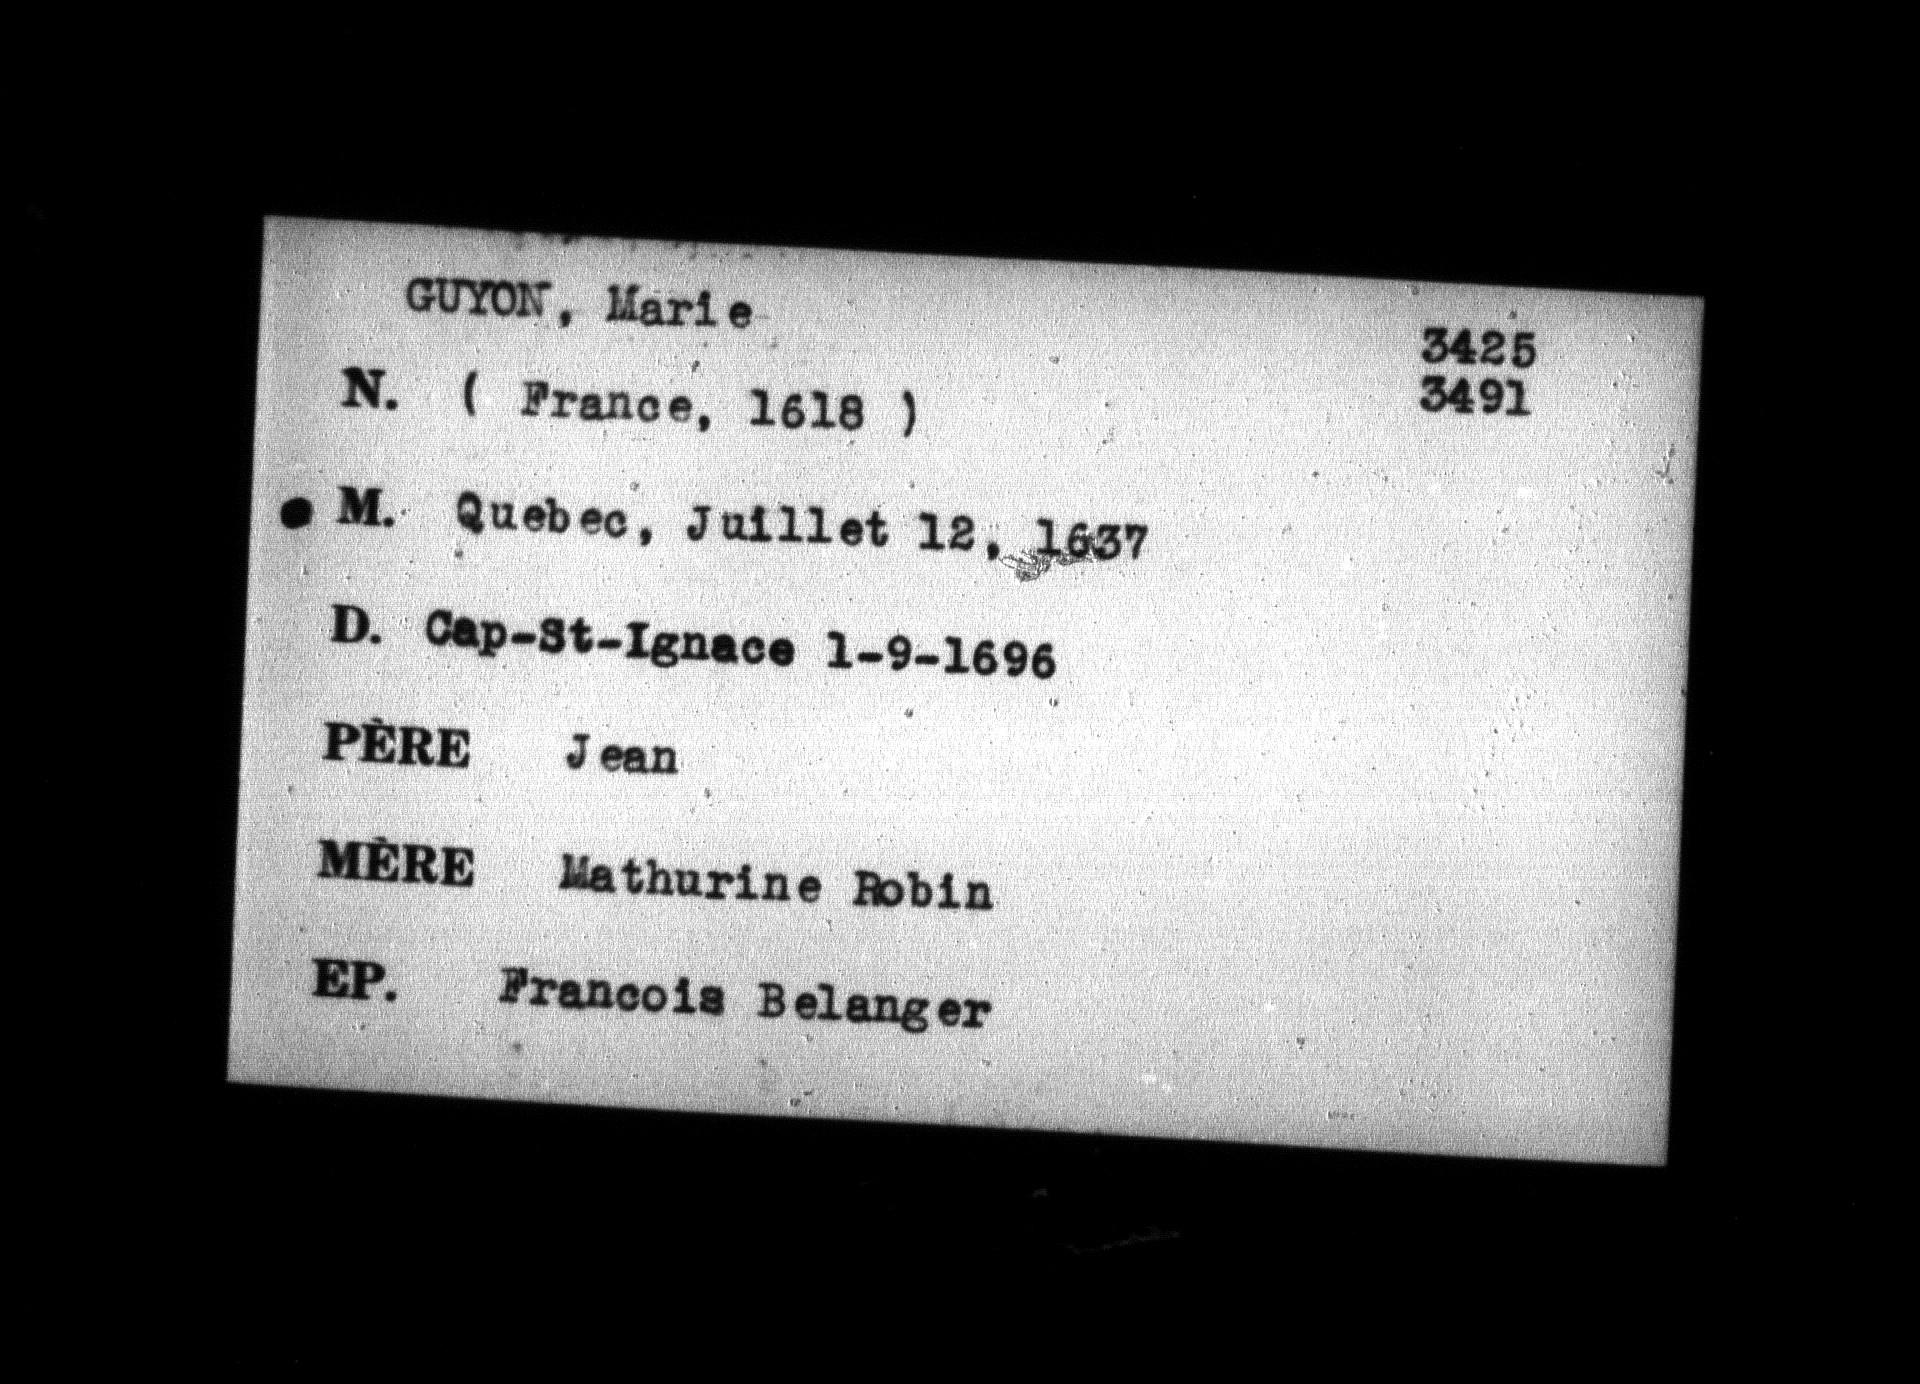 GUYON, Marie
3425
N. ( France, 1618 )
3491
M. Quebec, Juillet 12, 1637
D. Cap-St-Ignace 1-9-1696
PÈRE Jean
MÈRE Mathurine Robin
EP. Francois Belanger